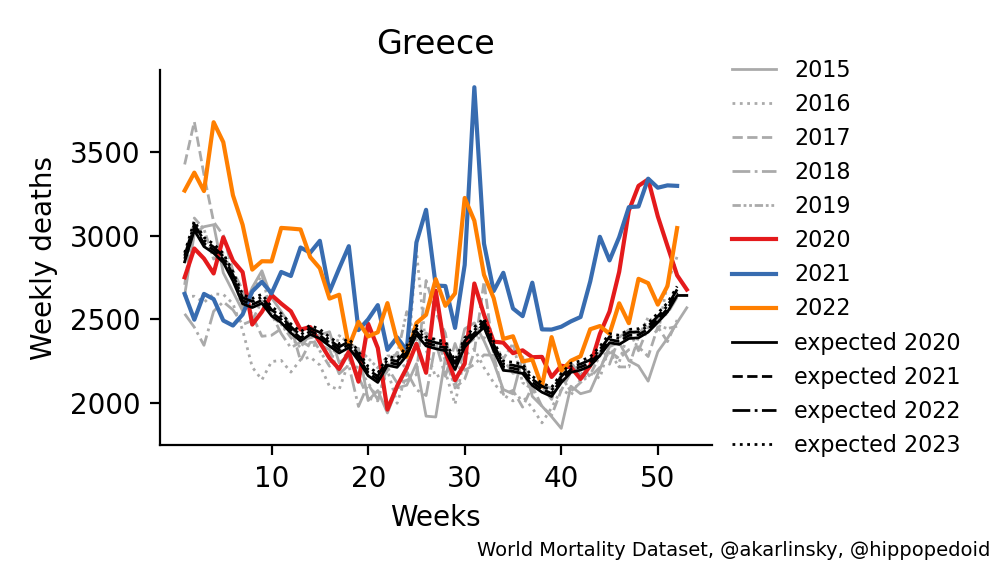 Greece
Weekly deaths
3500
3000
2500
2000
10 20 30 40 50
Weeks
2015
2016
2017
2018
2019
2020
2021
2022
expected 2020
expected 2021
expected 2022
expected 2023
World Mortality Dataset, @akarlinsky, @hippopedoid